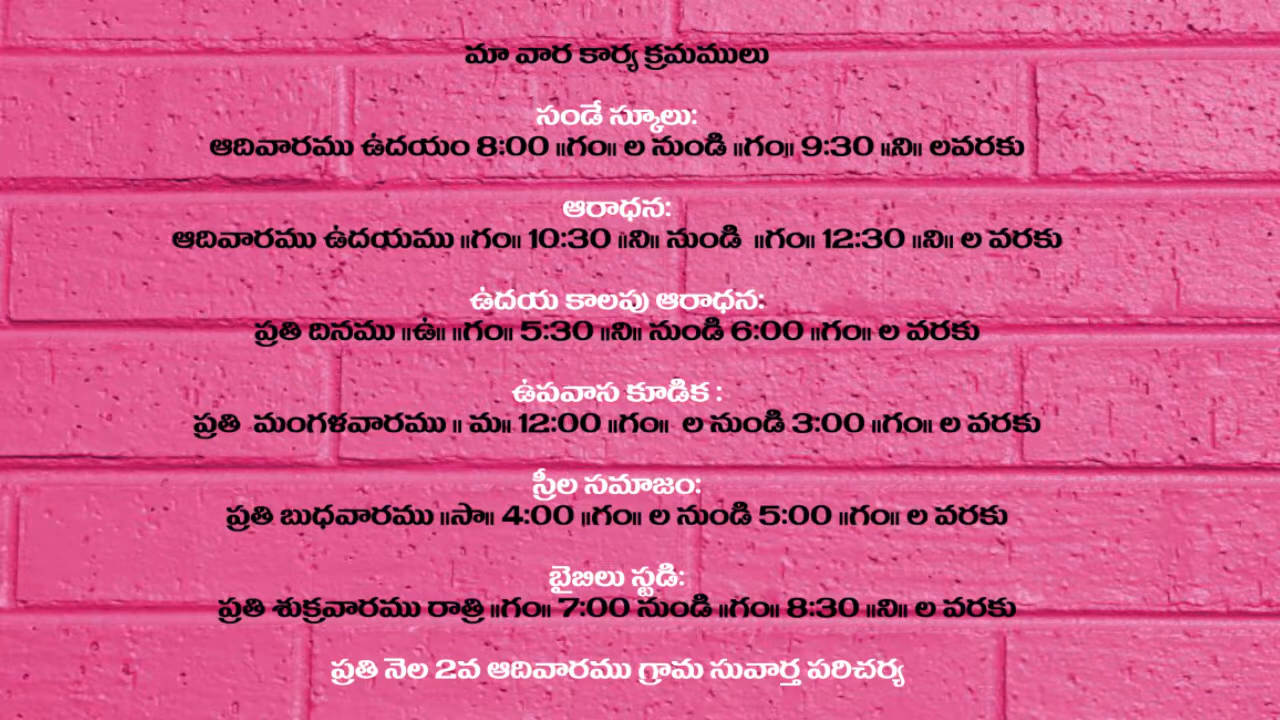 మా వార కార్య క్రమములు
సండే స్కూలు:
ఆదివారము ఉదయం 8:00 ॥గం॥ ల నుండి ॥గం॥ 9:30 ॥ని॥ లవరకు
ఆరాధన:
ఆదివారము ఉదయము ॥గం॥ 10:30 ॥ని॥ నుండి ॥గం॥ 12:30 ॥ని॥ ల వరకు
ఉదయ కాలపు ఆరాధన:
ప్రతి దినము ॥ఉ॥ ॥గం॥ 5:30 ॥ని॥ నుండి 6:00 ॥గం॥ ల వరకు
ఉపవాస కూడిక :
ప్రతి మంగళవారము ॥ మ॥ 12:00 ॥గం॥ ల నుండి 3:00 ॥గం॥ ల వరకు
స్రీల సమాజం:
ప్రతి బుధవారము ॥సా॥ 4:00 ॥గం॥ ల నుండి 5:00 ॥గం॥ ల వరకు
బైబిలు స్టడి:
ప్రతి శుక్రవారము రాత్రి ॥గం॥ 7:00 నుండి ॥గం॥ 8:30 ॥ని॥ ల వరకు
ప్రతి నెల 2వ ఆదివారము గ్రామ సువార్త పరిచర్య